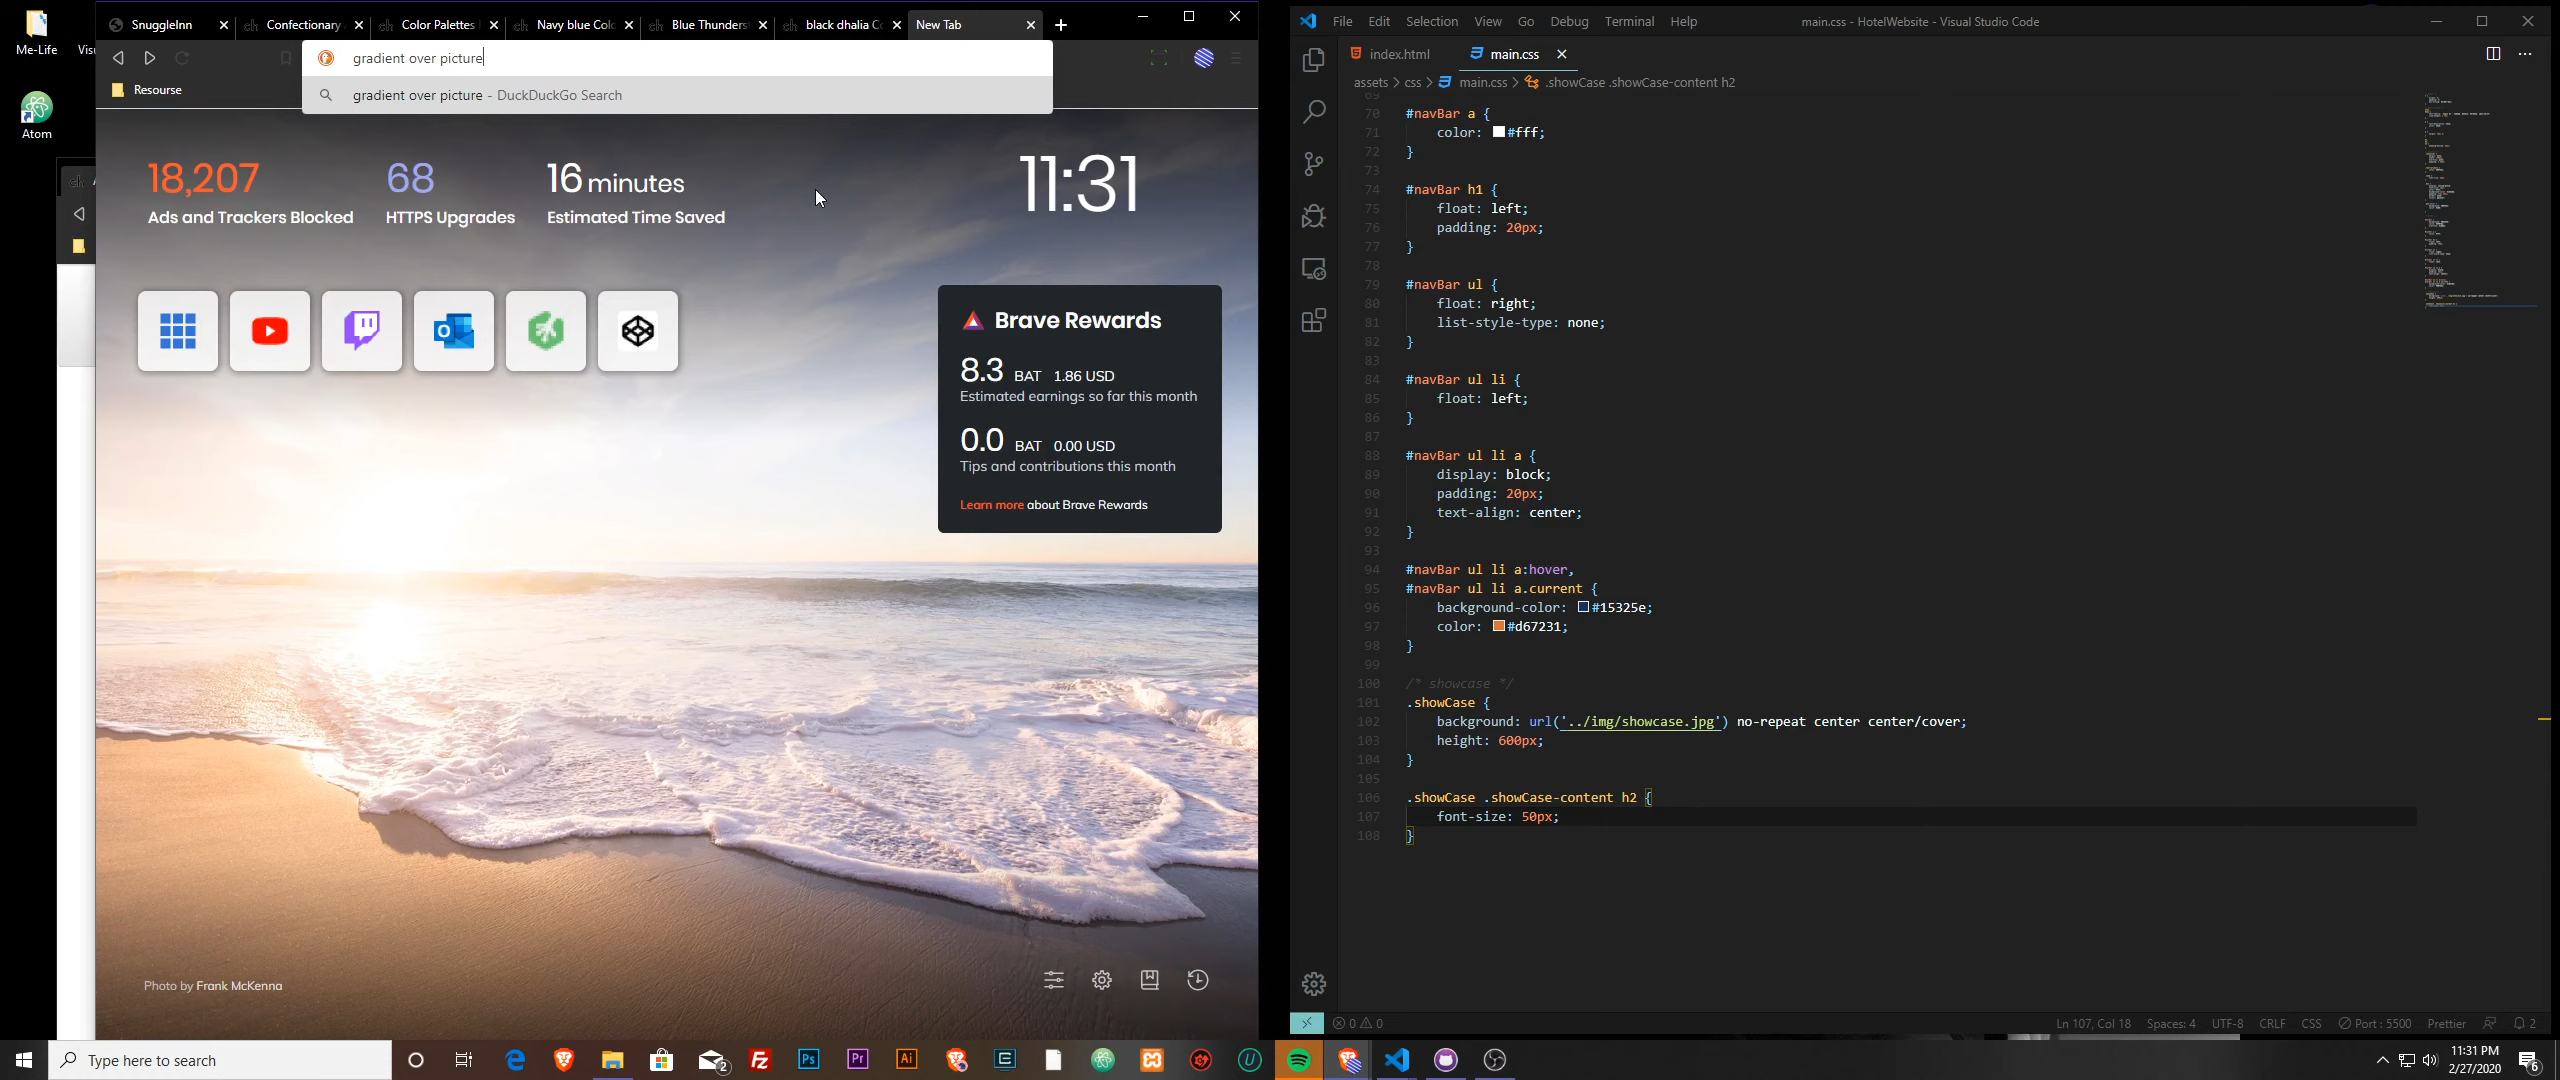 Me-Life
Atom
SnuggleInn
Confectionary
Color Palettes
Navy blue Colo
Blue Thunders
black dhalia Co
New Tab
gradient over picture
gradient over picture - DuckDuckGo Search
Resourse
18,207
Ads and Trackers Blocked
68
HTTPS Upgrades
16 minutes
Estimated Time Saved
11:31
Brave Rewards
8.3 BAT 1.86 USD
Estimated earnings so far this month
0.0 BAT 0.00 USD
Tips and contributions this month
Learn more about Brave Rewards
Photo by Frank McKenna
File Edit Selection View Go Debug Terminal Help
main.css - HotelWebsite - Visual Studio Code
index.html
main.css
assets > css > main.css > .showCase .showCase-content h2
69
70 #navBar a {
71 color: #fff;
72 }
73
74 #navBar h1 {
75 float: left;
76 padding: 20px;
77 }
78
79 #navBar ul {
80 float: right;
81 list-style-type: none;
82 }
83
84 #navBar ul li {
85 float: left;
86 }
87
88 #navBar ul li a {
89 display: block;
90 padding: 20px;
91 text-align: center;
92 }
93
94 #navBar ul li a:hover,
95 #navBar ul li a.current {
96 background-color: #15325e;
97 color: #d67231;
98 }
99
100 /* showcase */
101 .showCase {
102 background: url('../img/showcase.jpg') no-repeat center center/cover;
103 height: 600px;
104 }
105
106 .showCase .showCase-content h2 {
107 font-size: 50px;
108 }
0 0
Ln 107, Col 18 Spaces: 4 UTF-8 CRLF CSS Port : 5500 Prettier 2
Type here to search
2
11:31 PM
2/27/2020
6